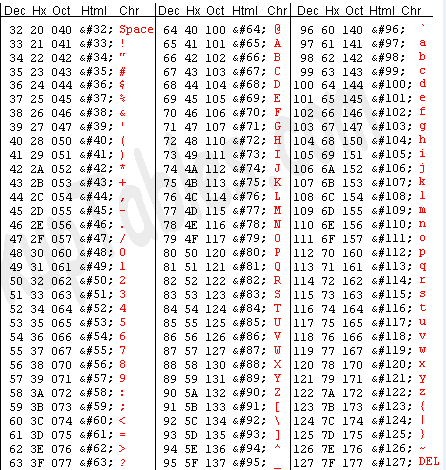 Dec Hx Oct Html Chr Dec Hx Oct Html Chr Dec Hx Oct Html Chr
32 20 040 &#32; Space 64 40 100 &#64; @ 96 60 140 &#96; `
33 21 041 &#33; ! 65 41 101 &#65; A 97 61 141 &#97; a
34 22 042 &#34; " 66 42 102 &#66; B 98 62 142 &#98; b
35 23 043 &#35; # 67 43 103 &#67; C 99 63 143 &#99; c
36 24 044 &#36; $ 68 44 104 &#68; D 100 64 144 &#100; d
37 25 045 &#37; % 69 45 105 &#69; E 101 65 145 &#101; e
38 26 046 &#38; & 70 46 106 &#70; F 102 66 146 &#102; f
39 27 047 &#39; ' 71 47 107 &#71; G 103 67 147 &#103; g
40 28 050 &#40; ( 72 48 110 &#72; H 104 68 150 &#104; h
41 29 051 &#41; ) 73 49 111 &#73; I 105 69 151 &#105; i
42 2A 052 &#42; * 74 4A 112 &#74; J 106 6A 152 &#106; j
43 2B 053 &#43; + 75 4B 113 &#75; K 107 6B 153 &#107; k
44 2C 054 &#44; , 76 4C 114 &#76; L 108 6C 154 &#108; l
45 2D 055 &#45; - 77 4D 115 &#77; M 109 6D 155 &#109; m
46 2E 056 &#46; . 78 4E 116 &#78; N 110 6E 156 &#110; n
47 2F 057 &#47; / 79 4F 117 &#79; O 111 6F 157 &#111; o
48 30 060 &#48; 0 80 50 120 &#80; P 112 70 160 &#112; p
49 31 061 &#49; 1 81 51 121 &#81; Q 113 71 161 &#113; q
50 32 062 &#50; 2 82 52 122 &#82; R 114 72 162 &#114; r
51 33 063 &#51; 3 83 53 123 &#83; S 115 73 163 &#115; s
52 34 064 &#52; 4 84 54 124 &#84; T 116 74 164 &#116; t
53 35 065 &#53; 5 85 55 125 &#85; U 117 75 165 &#117; u
54 36 066 &#54; 6 86 56 126 &#86; V 118 76 166 &#118; v
55 37 067 &#55; 7 87 57 127 &#87; W 119 77 167 &#119; w
56 38 070 &#56; 8 88 58 130 &#88; X 120 78 170 &#120; x
57 39 071 &#57; 9 89 59 131 &#89; Y 121 79 171 &#121; y
58 3A 072 &#58; : 90 5A 132 &#90; Z 122 7A 172 &#122; z
59 3B 073 &#59; ; 91 5B 133 &#91; [ 123 7B 173 &#123; {
60 3C 074 &#60; < 92 5C 134 &#92; \ 124 7C 174 &#124; |
61 3D 075 &#61; = 93 5D 135 &#93; ] 125 7D 175 &#125; }
62 3E 076 &#62; > 94 5E 136 &#94; ^ 126 7E 176 &#126; ~
63 3F 077 &#63; ? 95 5F 137 &#95; _ 127 7F 177 &#127; DEL